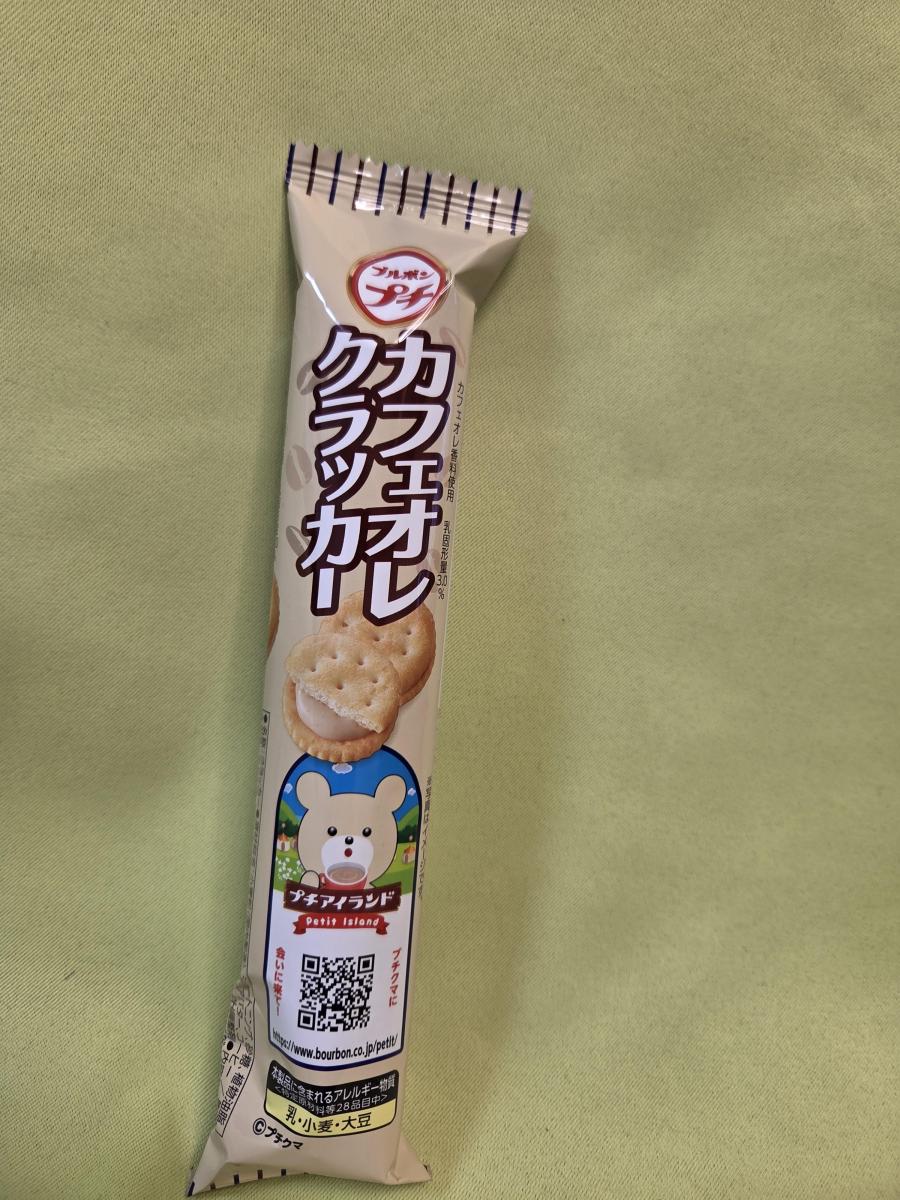 ブルボン
プチ
カフェオレ
クラッカー
カフェオレ香料使用 乳固形量3.0%
※写真はイメージです。
プチアイランド
Petit Island
プチクマに
会いに来て!
https://www.bourbon.co.jp/petit/
本製品に含まれるアレルギー物質
<特定原材料等28品目中>
乳・小麦・大豆
©プチクマ